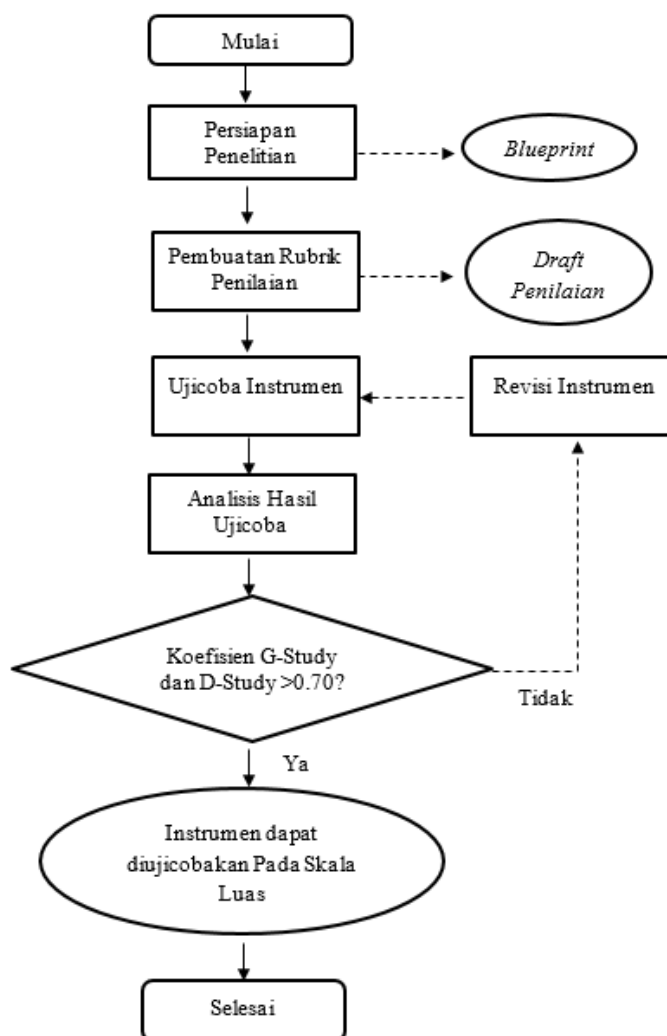 Mulai
Persiapan
Penelitian
Blueprint
Pembuatan Rubrik
Penilaian
Draft
Penilaian
Ujicoba Instrumen
Revisi Instrumen
Analisis Hasil
Ujicoba
Koefisien G-Study
dan D-Study >0.70?
Tidak
Ya
Instrumen dapat
diujicobakan Pada Skala
Luas
Selesai